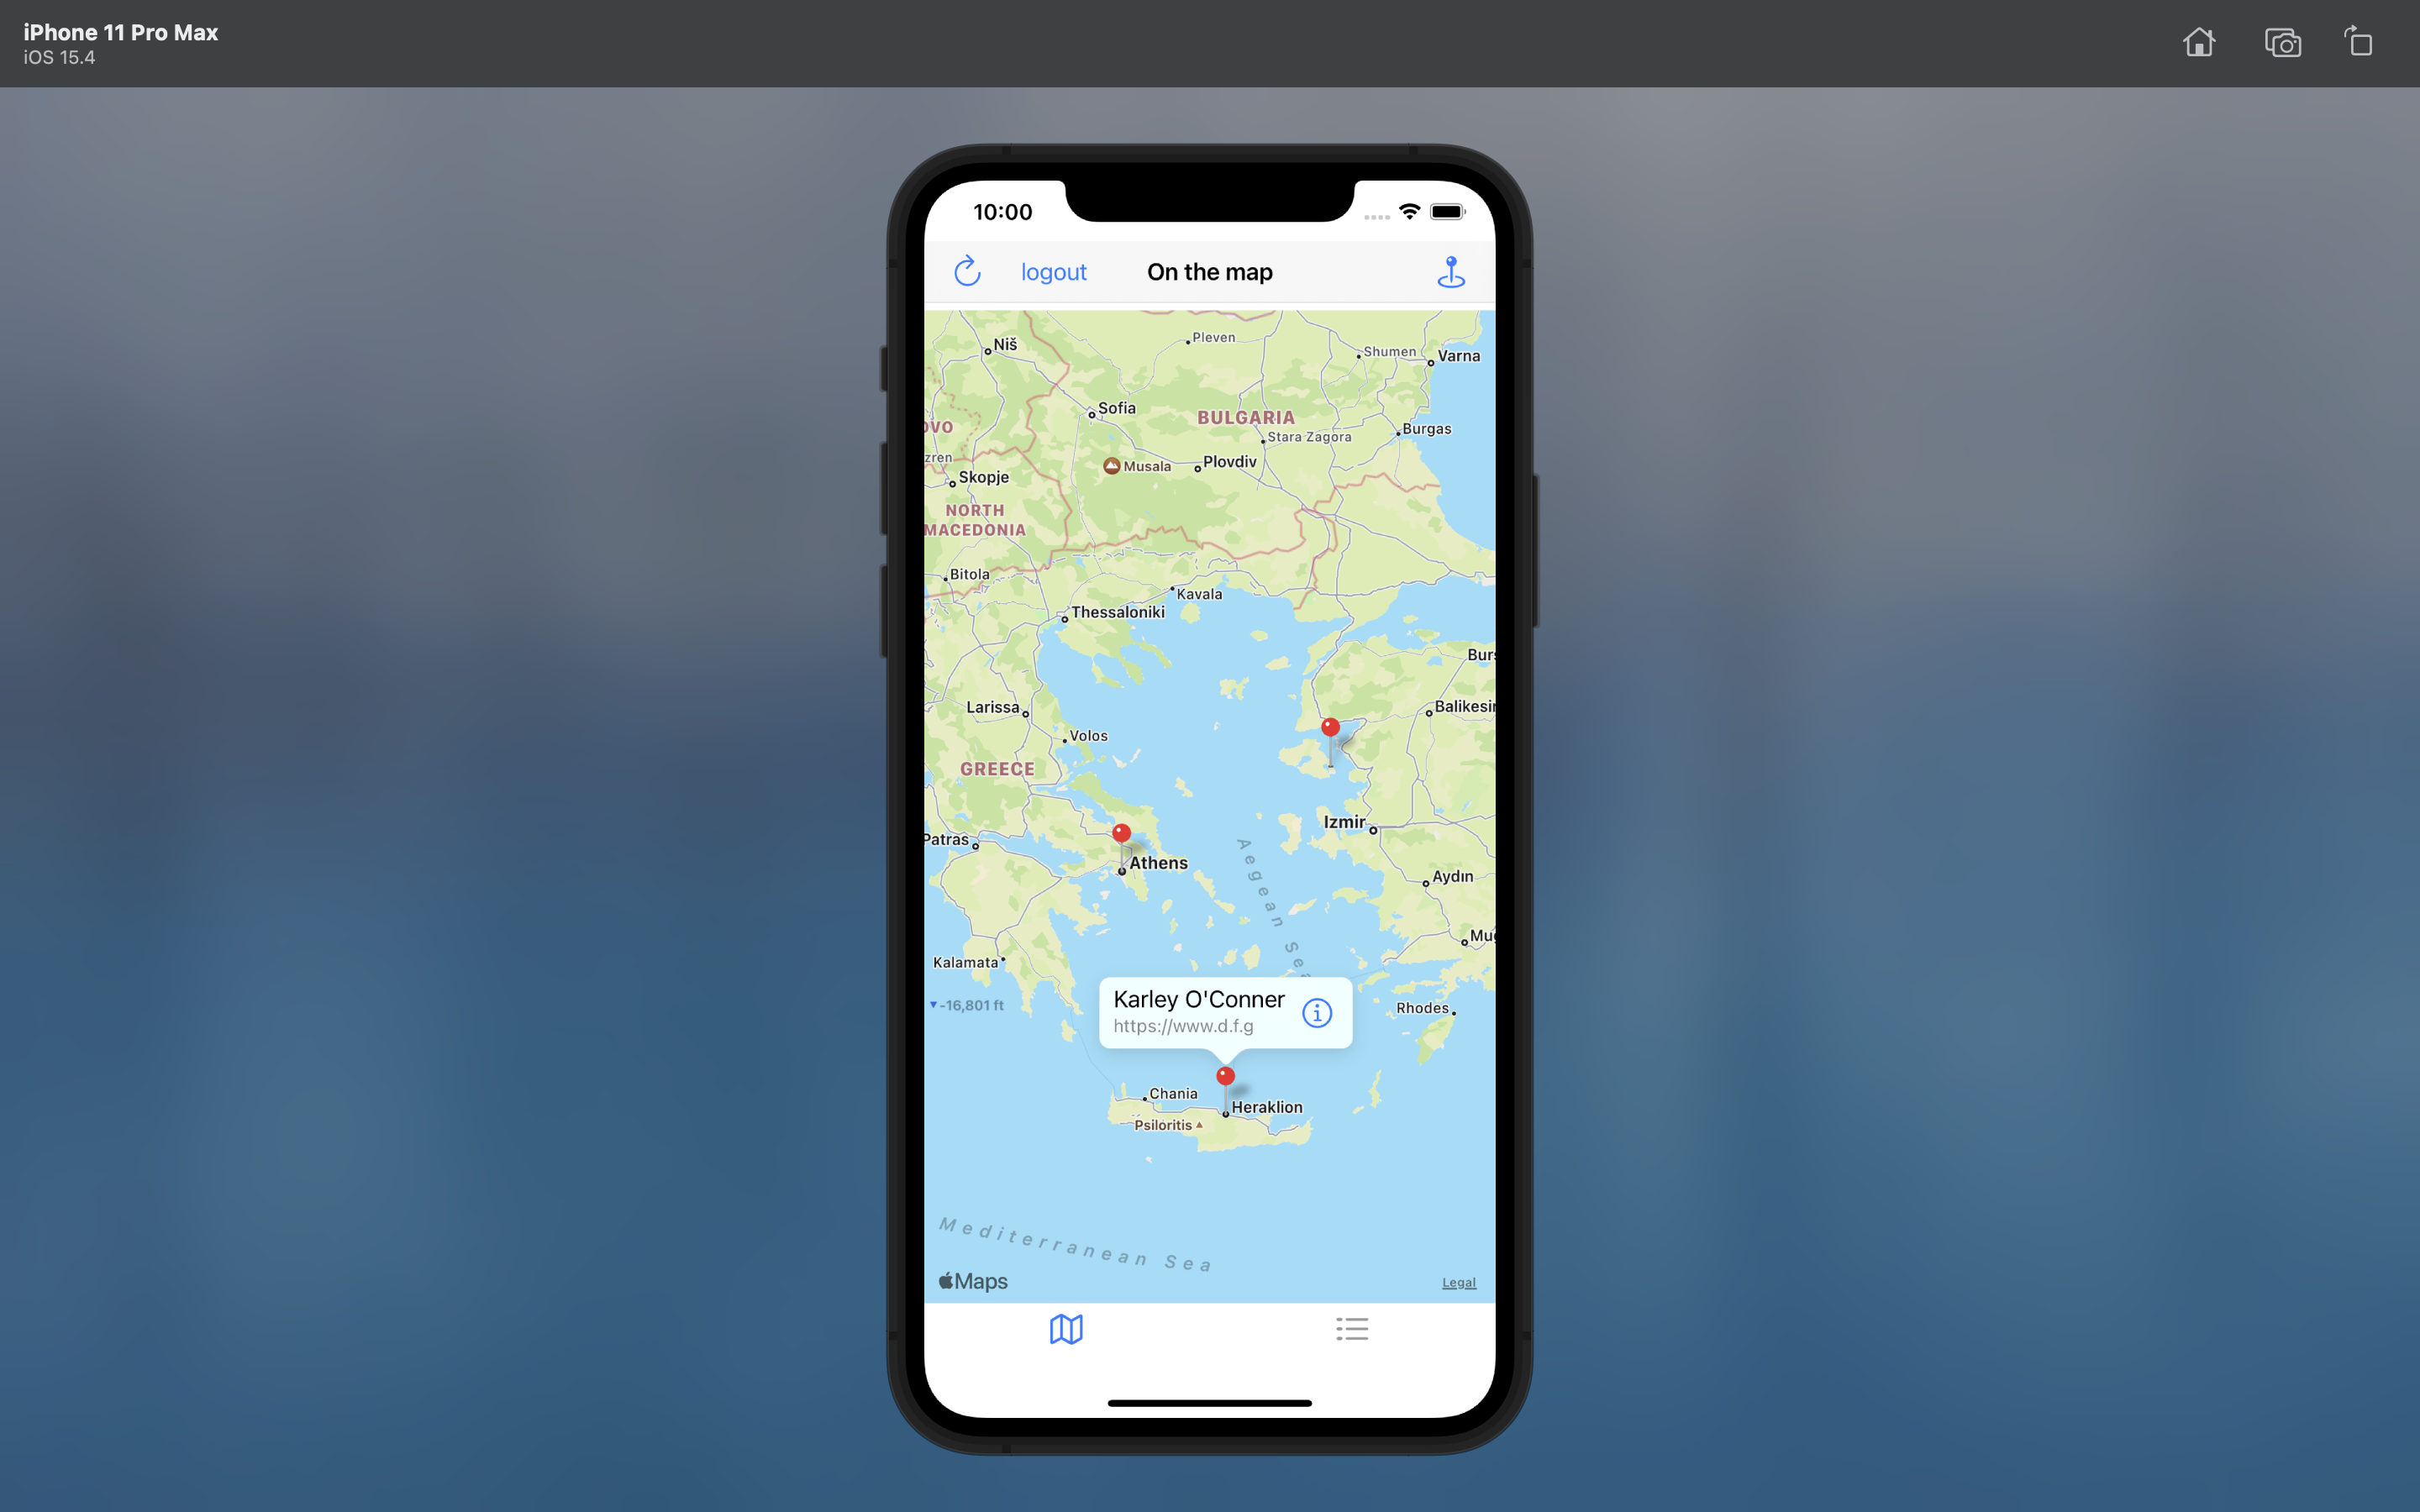 iPhone 11 Pro Max
iOS 15.4
10:00
logout
On the map
Pleven
Niš
Shumen
Varna
Sofia
BULGARIA
OVO
Burgas
Stara Zagora
zren
Musala
Plovdiv
Skopje
NORTH
MACEDONIA
Bitola
Kavala
Thessaloniki
Burs
Larissa
Balikesir
Volos
GREECE
Izmir
Patras
Aegean Sea
Athens
Aydın
Muğ
Kalamata
-16,801 ft
Karley O'Conner
https://www.d.f.g
Rhodes
Chania
Heraklion
Psiloritis
Mediterranean Sea
Maps
Legal